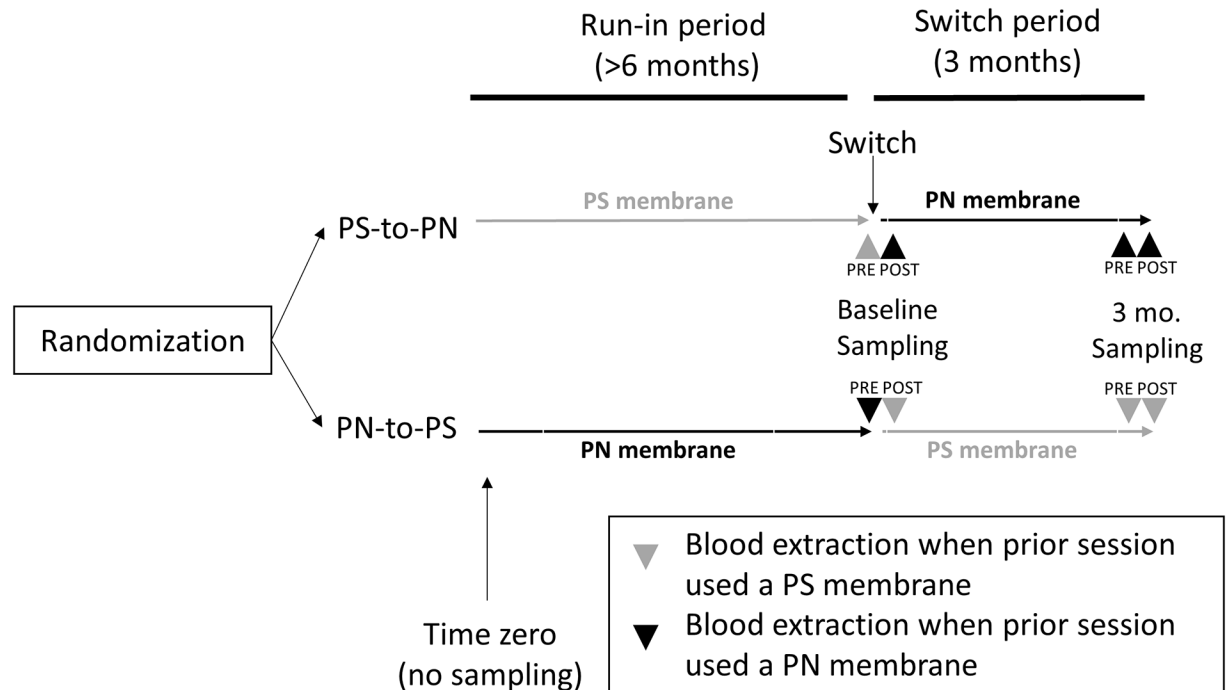 Run-in period
(>6 months)
Switch period
(3 months)
Switch
PS membrane
PN membrane
PS-to-PN
PRE POST
PRE POST
Randomization
Baseline
Sampling
3 mo.
Sampling
PRE POST
PRE POST
PN-to-PS
PN membrane
PS membrane
Time zero
(no sampling)
Blood extraction when prior session
used a PS membrane
Blood extraction when prior session
used a PN membrane